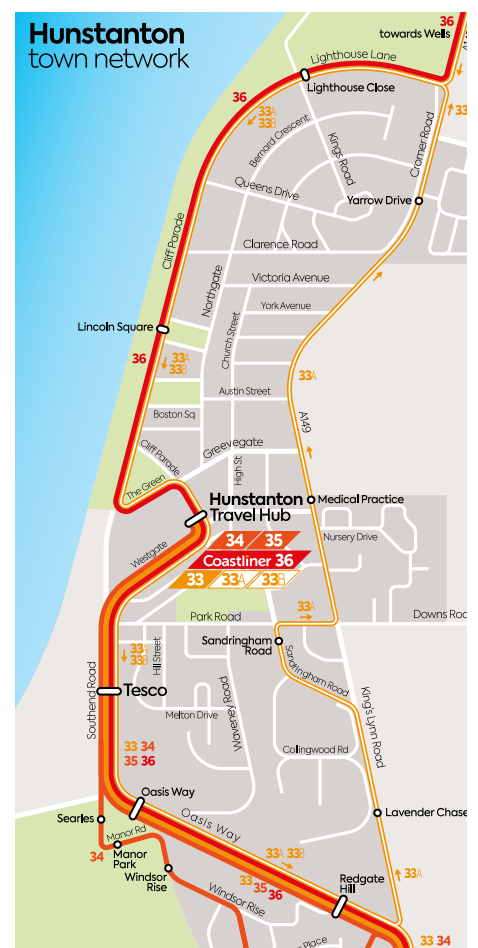 Hunstanton
town network
36
towards Wells
A149
Lighthouse Lane
Lighthouse Close
36
33A
33B
33
Bernard Crescent
Kings Road
Cromer Road
Queens Drive
Yarrow Drive
Cliff Parade
Clarence Road
Northgate
Victoria Avenue
York Avenue
Church Street
Lincoln Square
36
33A
33B
33A
Austin Street
Boston Sq
A149
Cliff Parade
Greevegate
High St
The Green
Hunstanton
Travel Hub
Medical Practice
34 35
Coastliner 36
33 33A 33B
Nursery Drive
Westgate
33A
Park Road
Downs Roa
33A
33B
Hill Street
Sandringham
Road
Sandringham Road
Southend Road
Tesco
Waveney Road
King's Lynn Road
Melton Drive
Collingwood Rd
33 34
35 36
Oasis Way
Searles
Oasis Way
Lavender Chase
Manor Rd
34
Manor
Park
33A 33B
33A
Windsor
Rise
33
35
36
Redgate
Hill
Windsor Rise
33 34
Place